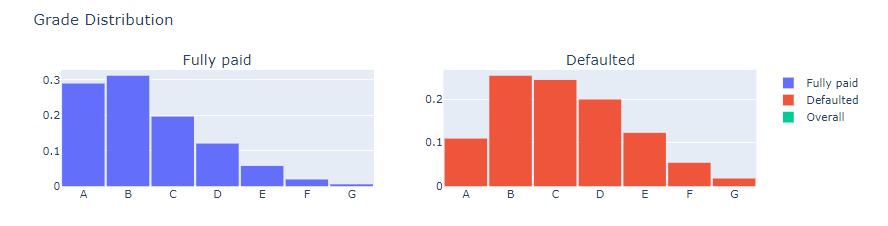 Grade Distribution
Fully paid
0.3
0.2
0.1
0
A B C D E F G
Defaulted
0.2
0.1
0
A B C D E F G
Fully paid
Defaulted
Overall